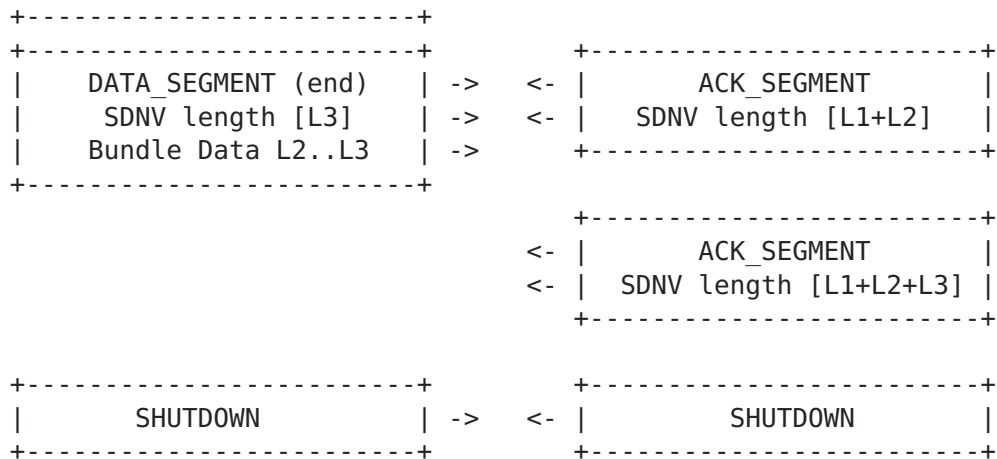 +-------------------------+
+-------------------------+         +-------------------------+
|     DATA_SEGMENT (end)  | ->   <- |       ACK_SEGMENT       |
|      SDNV length [L3]   | ->   <- |   SDNV length [L1+L2]   |
|     Bundle Data L2..L3  | ->      +-------------------------+
+-------------------------+
                                    +-------------------------+
                                 <- |       ACK_SEGMENT       |
                                 <- |  SDNV length [L1+L2+L3] |
                                    +-------------------------+
+-------------------------+         +-------------------------+
|        SHUTDOWN         | ->   <- |         SHUTDOWN        |
+-------------------------+         +-------------------------+